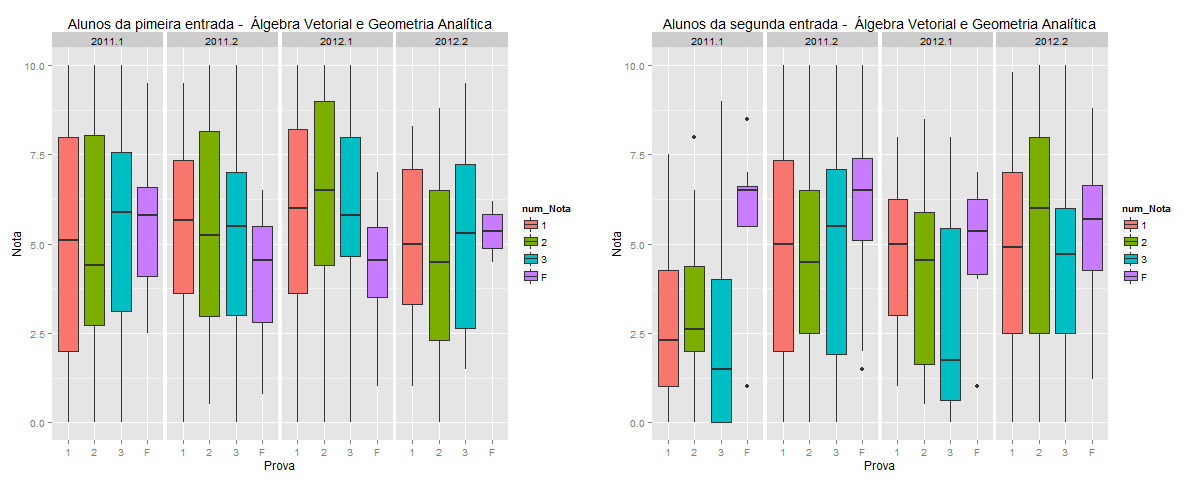 Alunos da pimeira entrada - Álgebra Vetorial e Geometria Analítica
2011.1 2011.2 2012.1 2012.2
10.0
7.5
5.0
2.5
0.0
Nota
1 2 3 F 1 2 3 F 1 2 3 F 1 2 3 F
Prova
num_Nota
1
2
3
F
Alunos da segunda entrada - Álgebra Vetorial e Geometria Analítica
2011.1 2011.2 2012.1 2012.2
10.0
7.5
5.0
2.5
0.0
Nota
1 2 3 F 1 2 3 F 1 2 3 F 1 2 3 F
Prova
num_Nota
1
2
3
F